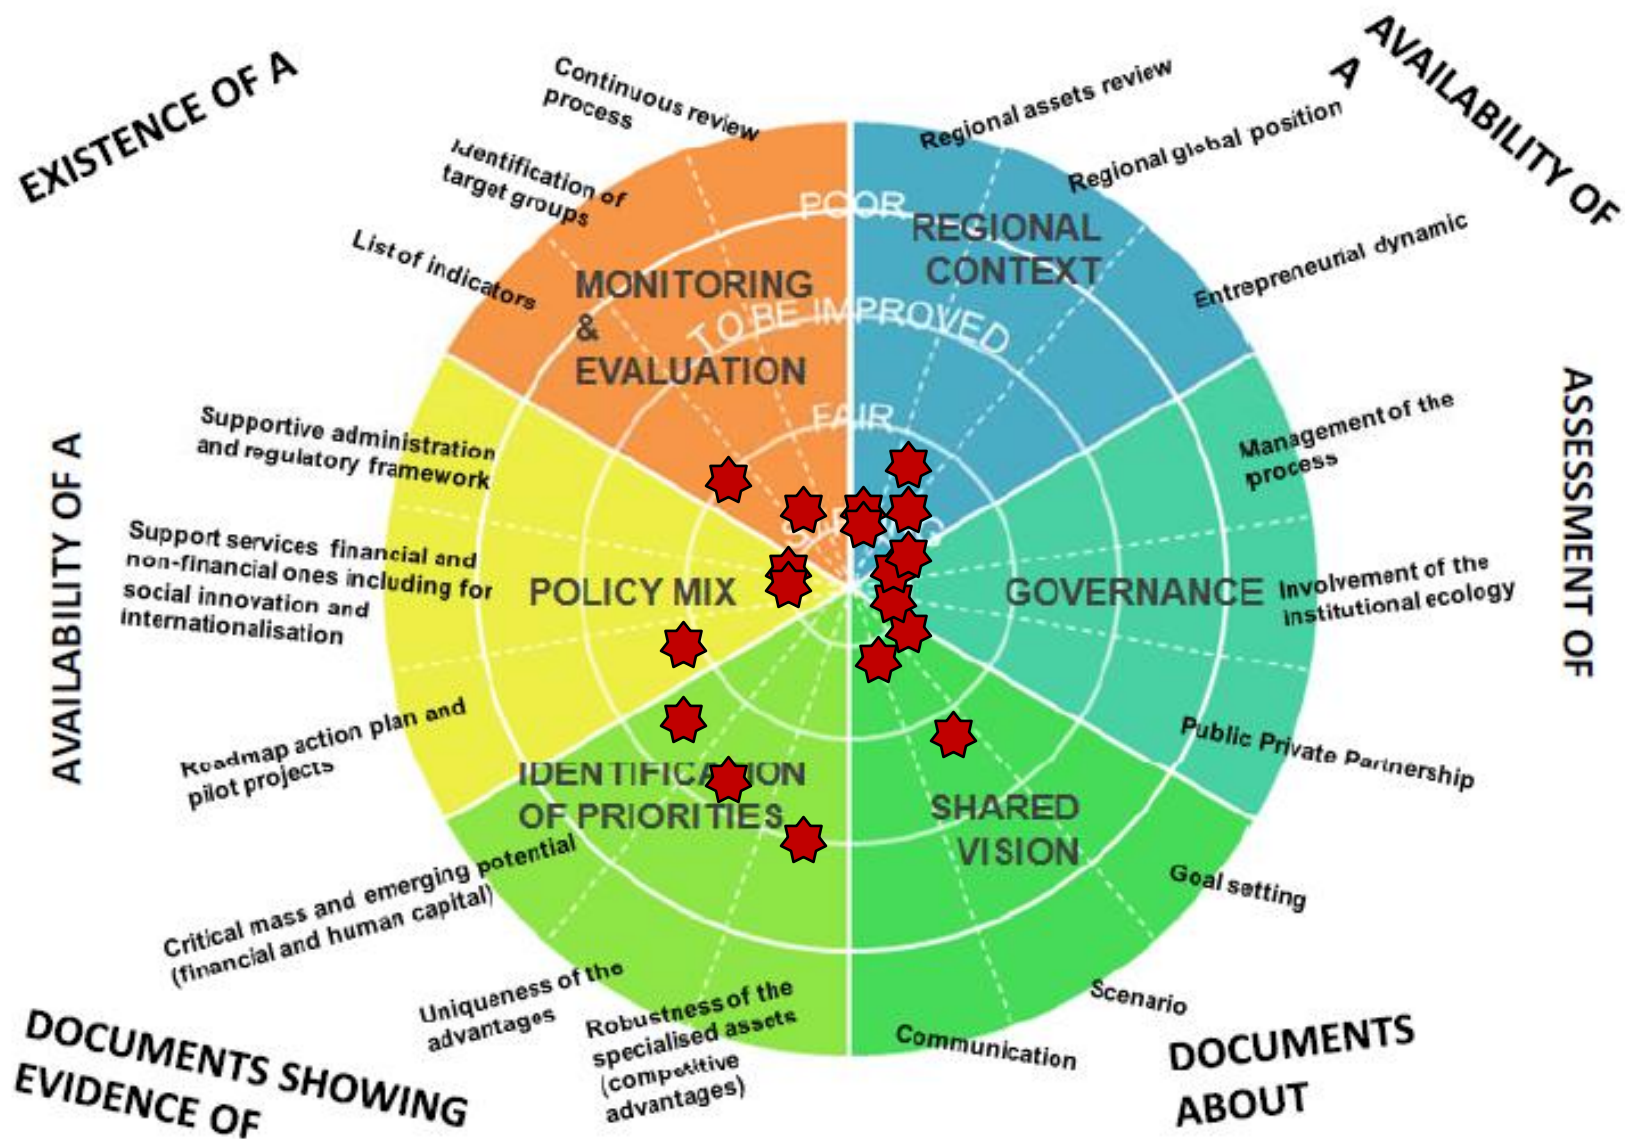 EXISTENCE OF A
Continuous review
process
Identification of
target groups
List of indicators
Regional assets review
Regional global position
Entrepreneurial dynamic
AVAILABILITY OF
A
POOR
REGIONAL
CONTEXT
MONITORING
&
EVALUATION
TO BE IMPROVED
FAIR
Supportive administration
and regulatory framework
Support services financial and
non-financial ones including for
social innovation and
internationalisation
Roadmap action plan and
pilot projects
AVAILABILITY OF A
POLICY MIX
GOVERNANCE
Management of the
process
Involvement of the
institutional ecology
Public Private Partnership
ASSESSMENT OF
IDENTIFICATION
OF PRIORITIES
SHARED
VISION
Critical mass and emerging potential
(financial and human capital)
Uniqueness of the
advantages
Robustness of the
specialised assets
(competitive
advantages)
Goal setting
Scenario
Communication
DOCUMENTS SHOWING
EVIDENCE OF
DOCUMENTS
ABOUT